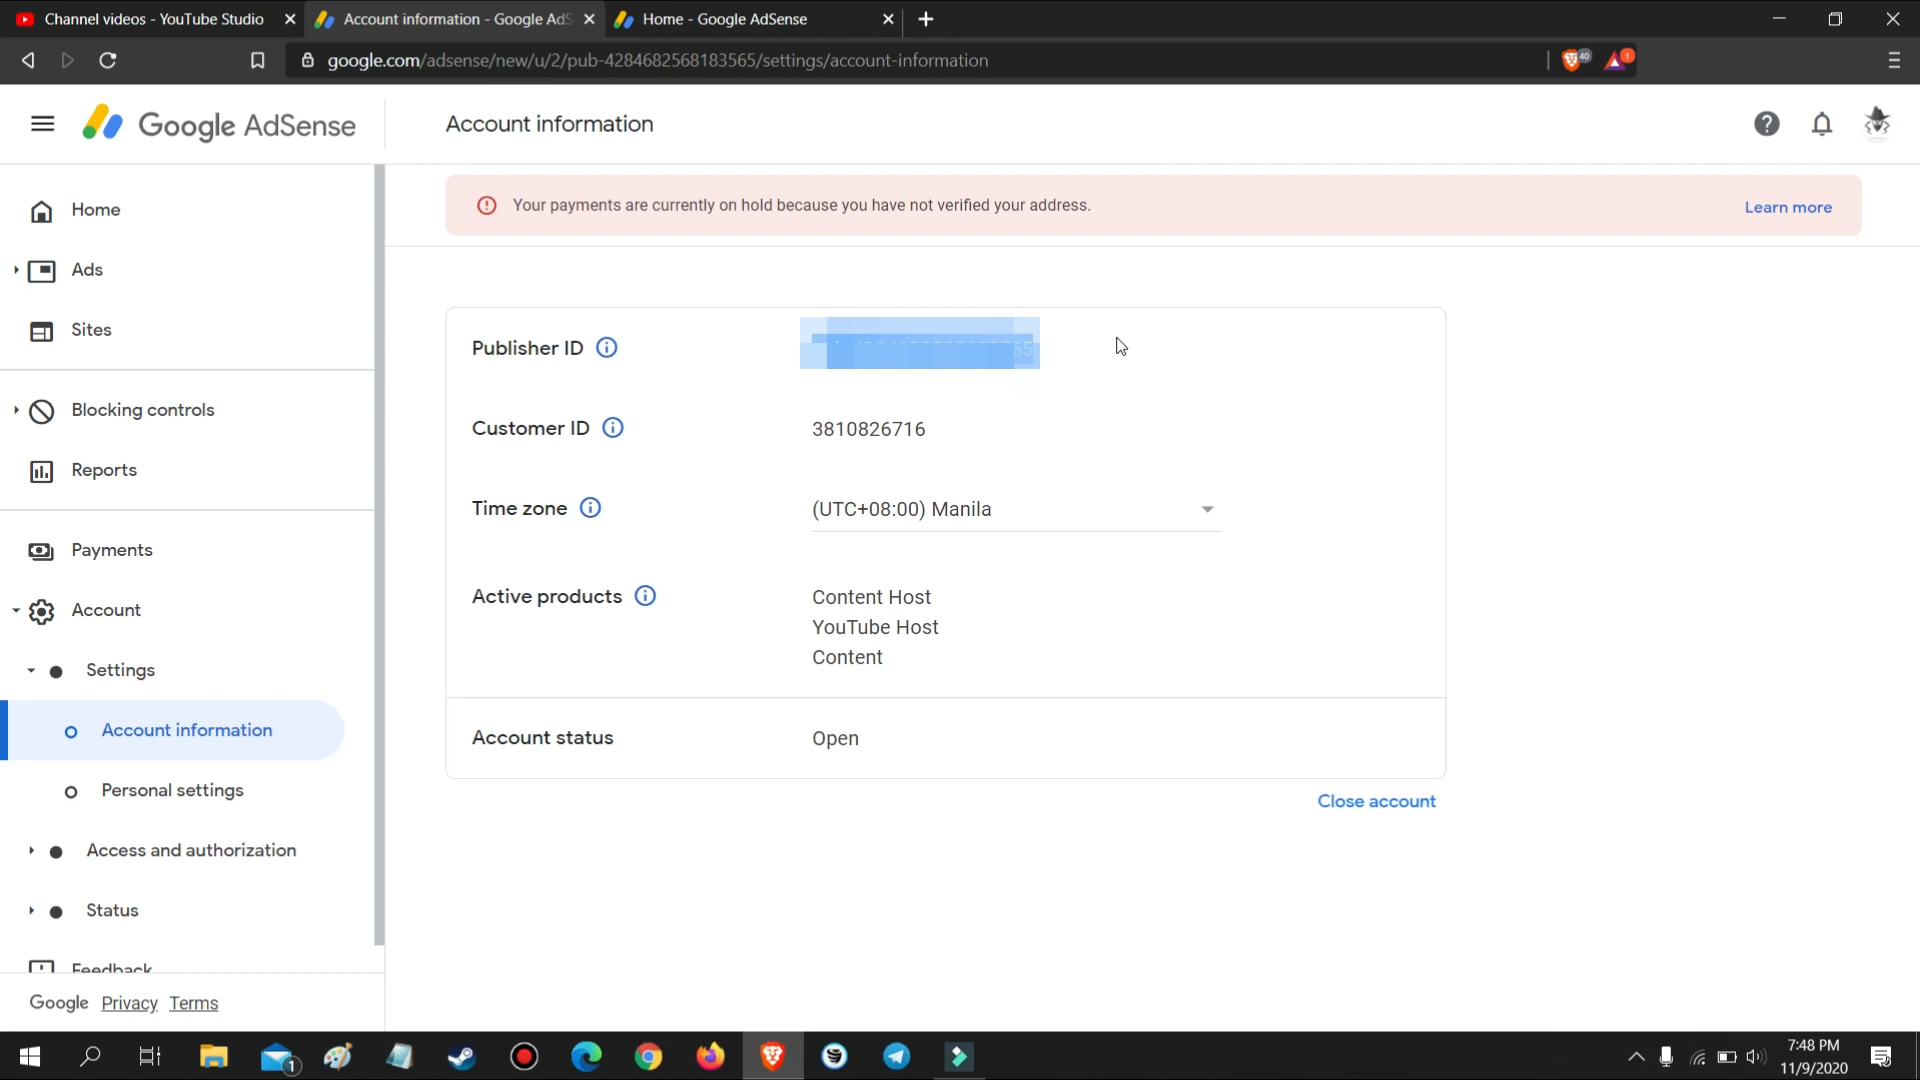 Channel videos - YouTube Studio
Account information - Google AdS
Home - Google AdSense
google.com/adsense/new/u/2/pub-4284682568183565/settings/account-information
40
1
Google AdSense
Account information
Your payments are currently on hold because you have not verified your address.
Learn more
Home
Ads
Sites
Blocking controls
Reports
Payments
Account
Settings
Account information
Personal settings
Access and authorization
Status
Feedback
Google Privacy Terms
Publisher ID
Customer ID
3810826716
Time zone
(UTC+08:00) Manila
Active products
Content Host
YouTube Host
Content
Account status
Open
Close account
1
7:48 PM
11/9/2020